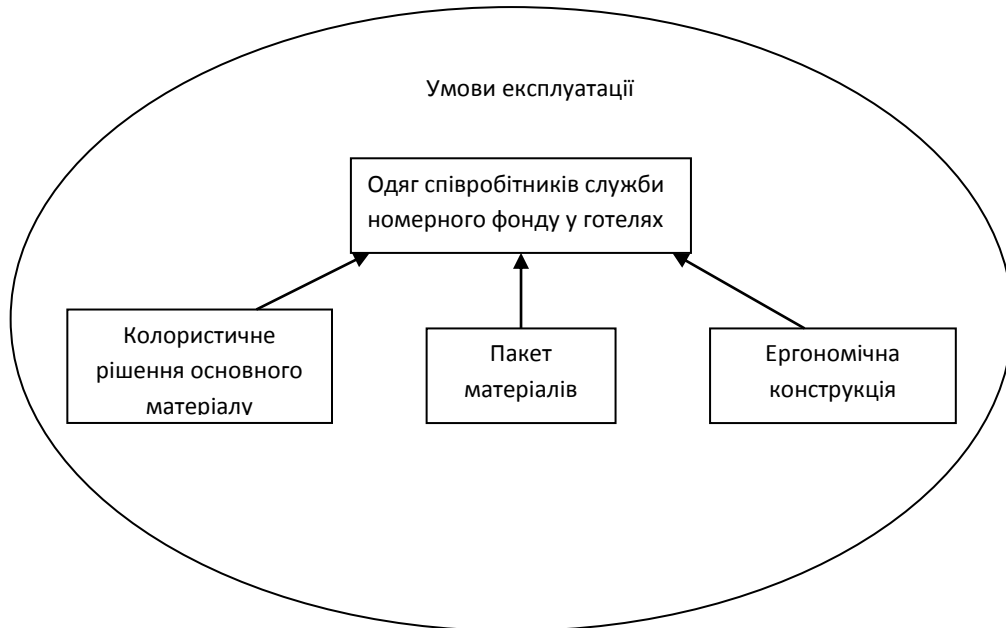 Умови експлуатації
Одяг співробітників служби
номерного фонду у готелях
Колористичне
рішення основного
матеріалу
Пакет
матеріалів
Ергономічна
конструкція